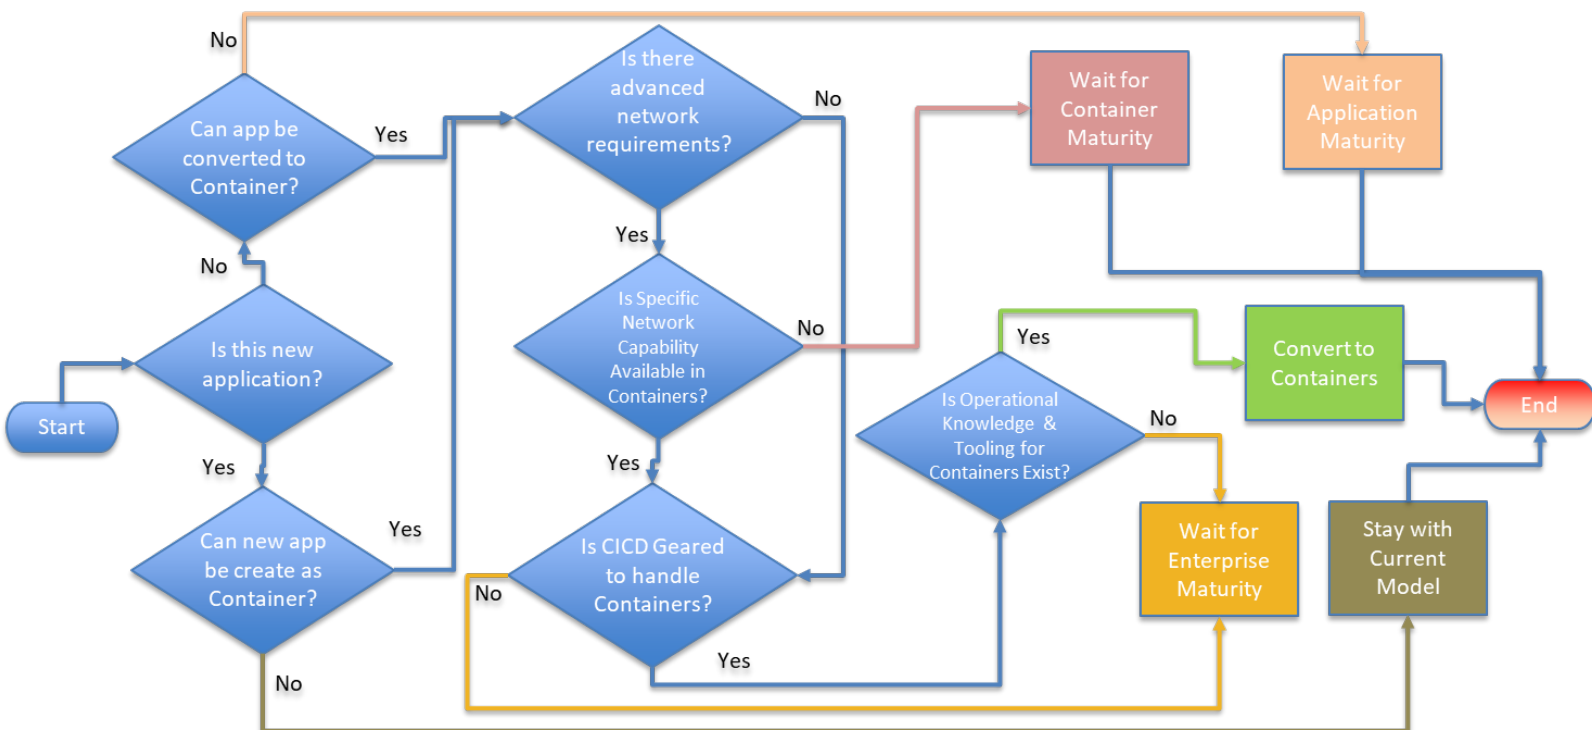 No
Can app be
converted to
Container?
Yes
No
Is this new
application?
Start
Yes
Can new app
be create as
Container?
Yes
No
Is there
advanced
network
requirements?
No
Yes
Is Specific
Network
Capability
Available in
Containers?
No
Yes
Is CICD Geared
to handle
Containers?
No
Yes
Is Operational
Knowledge &
Tooling for
Containers Exist?
Yes
No
Wait for
Container
Maturity
Wait for
Application
Maturity
Convert to
Containers
End
Wait for
Enterprise
Maturity
Stay with
Current
Model